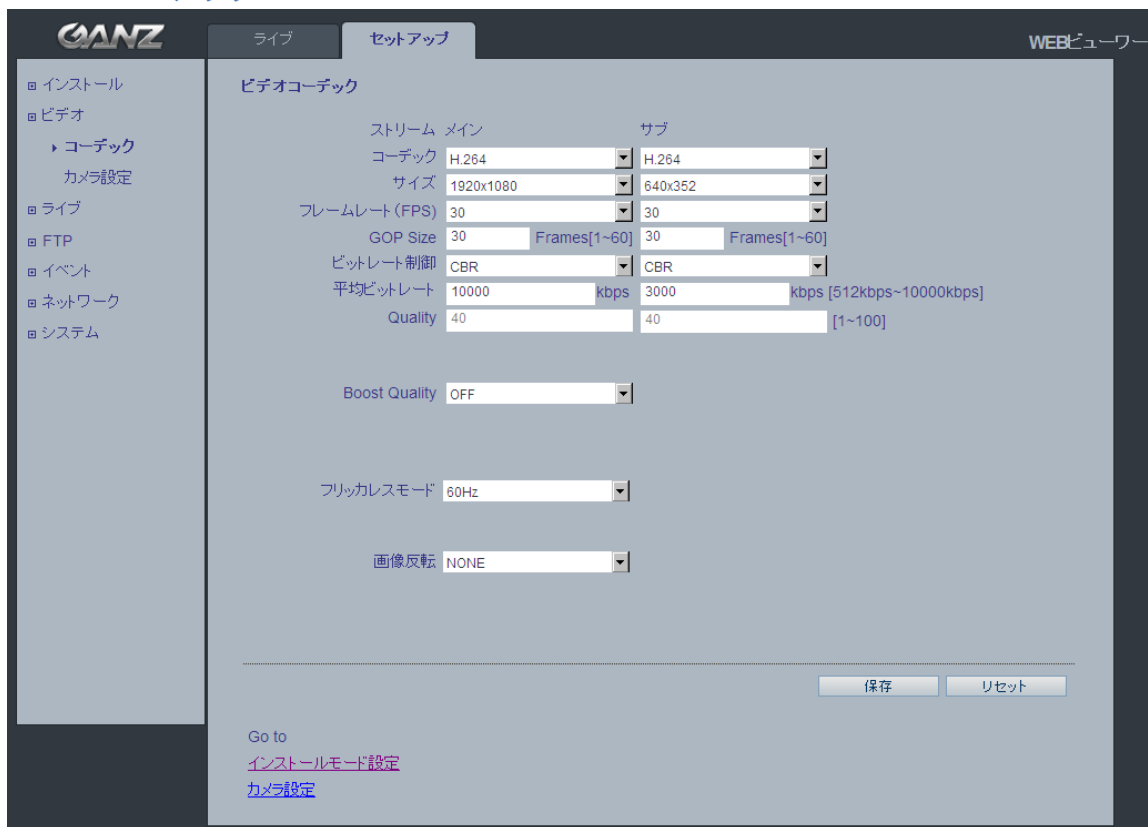 GANZ
ライブ
セットアップ
WEBビューワー
インストール
ビデオ
コーデック
カメラ設定
ライブ
FTP
イベント
ネットワーク
システム
ビデオコーデック
ストリーム メイン サブ
コーデック H.264 H.264
サイズ 1920x1080 640x352
フレームレート(FPS) 30 30
GOP Size 30 Frames[1~60] 30 Frames[1~60]
ビットレート制御 CBR CBR
平均ビットレート 10000 kbps 3000 kbps [512kbps~10000kbps]
Quality 40 40 [1~100]
Boost Quality OFF
フリッカレスモード 60Hz
画像反転 NONE
保存 リセット
Go to
インストールモード設定
カメラ設定